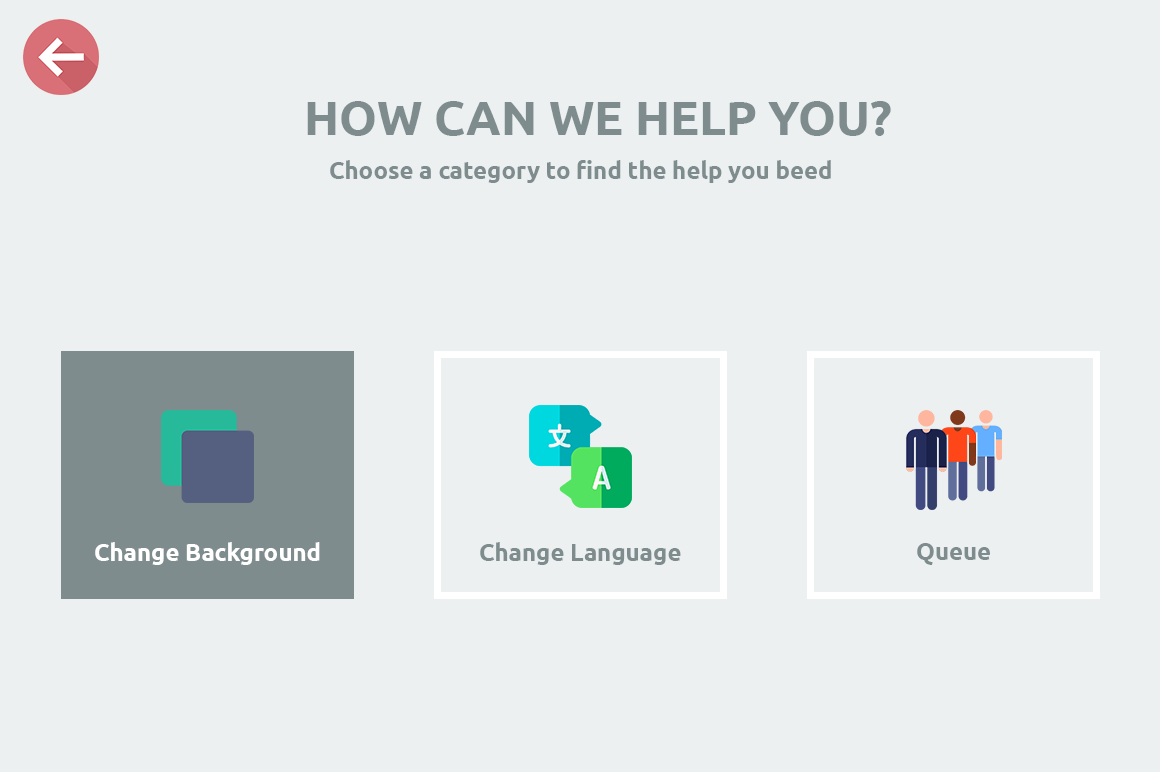 HOW CAN WE HELP YOU?
Choose a category to find the help you beed
文
A
Change Background
Change Language
Queue